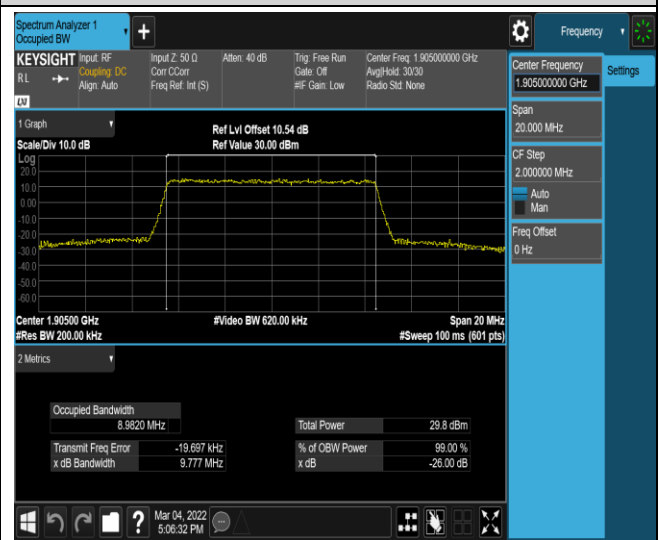 Spectrum Analyzer 1
Occupied BW
Frequency
KEYSIGHT
RL
LXI
Input: RF
Coupling: DC
Align: Auto
Input Z: 50 Ω
Corr CCorr
Freq Ref: Int (S)
Atten: 40 dB
Trig: Free Run
Gate: Off
#IF Gain: Low
Center Freq: 1.905000000 GHz
Avg|Hold: 30/30
Radio Std: None
Center Frequency
1.905000000 GHz
Settings
Span
20.000 MHz
CF Step
2.000000 MHz
Auto
Man
Freq Offset
0 Hz
1 Graph
Scale/Div 10.0 dB
Ref Lvl Offset 10.54 dB
Ref Value 30.00 dBm
Log
20.0
10.0
0.00
-10.0
-20.0
-30.0
-40.0
-50.0
-60.0
Center 1.90500 GHz
#Video BW 620.00 kHz
Span 20 MHz
#Res BW 200.00 kHz
#Sweep 100 ms (601 pts)
2 Metrics
Occupied Bandwidth
8.9820 MHz
Total Power 29.8 dBm
Transmit Freq Error -19.697 kHz
% of OBW Power 99.00 %
x dB Bandwidth 9.777 MHz
x dB -26.00 dB
?
Mar 04, 2022
5:06:32 PM